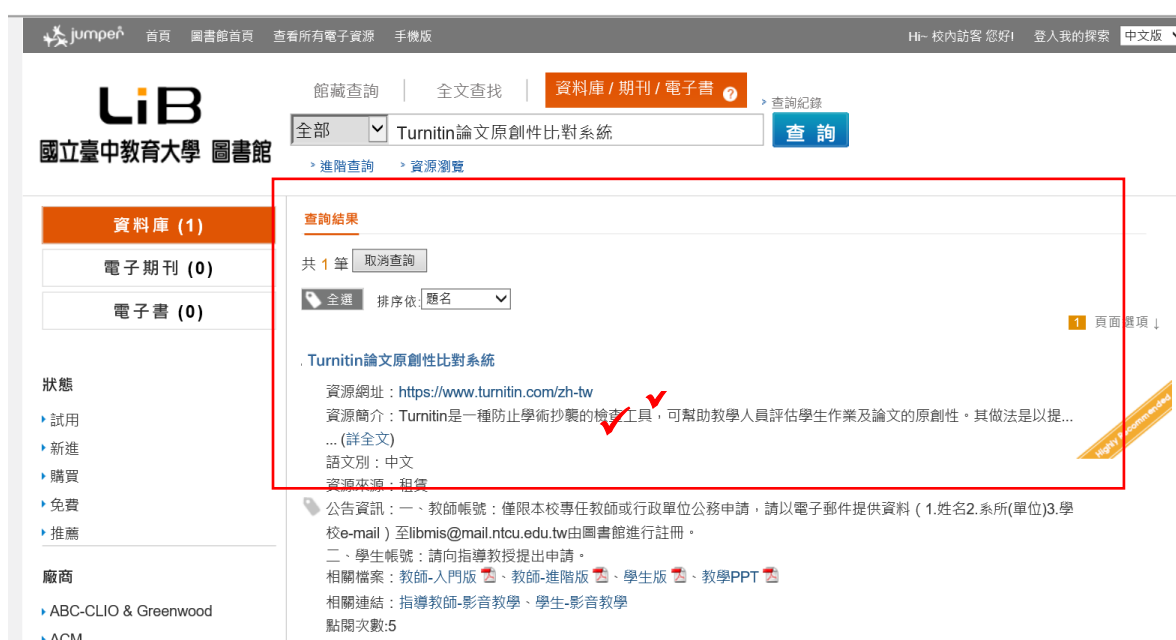 jumper 首頁 圖書館首頁 查看所有電子資源 手機版 Hi~ 校內訪客 您好! 登入我的探索 中文版
LiB
國立臺中教育大學 圖書館
館藏查詢 全文查找 資料庫 / 期刊 / 電子書 ?
查詢紀錄
全部 Turnitin論文原創性比對系統 查 詢
進階查詢 資源瀏覽
資料庫 (1)
電子期刊 (0)
電子書 (0)
狀態
試用
新進
購買
免費
推薦
廠商
ABC-CLIO & Greenwood
ACM
查詢結果
共 1 筆 取消查詢
全選 排序依: 題名
1 頁面選項 ↓
. Turnitin論文原創性比對系統
資源網址：https://www.turnitin.com/zh-tw
資源簡介：Turnitin是一種防止學術抄襲的檢查工具，可幫助教學人員評估學生作業及論文的原創性。其做法是以提...
... (詳全文)
Highly Recommended
語文別：中文
資源來源：租賃
公告資訊：一、教師帳號：僅限本校專任教師或行政單位公務申請，請以電子郵件提供資料（1.姓名2.系所(單位)3.學
校e-mail）至libmis@mail.ntcu.edu.tw由圖書館進行註冊。
二、學生帳號：請向指導教授提出申請。
相關檔案：教師-入門版、教師-進階版、學生版、教學PPT
相關連結：指導教師-影音教學、學生-影音教學
點閱次數:5